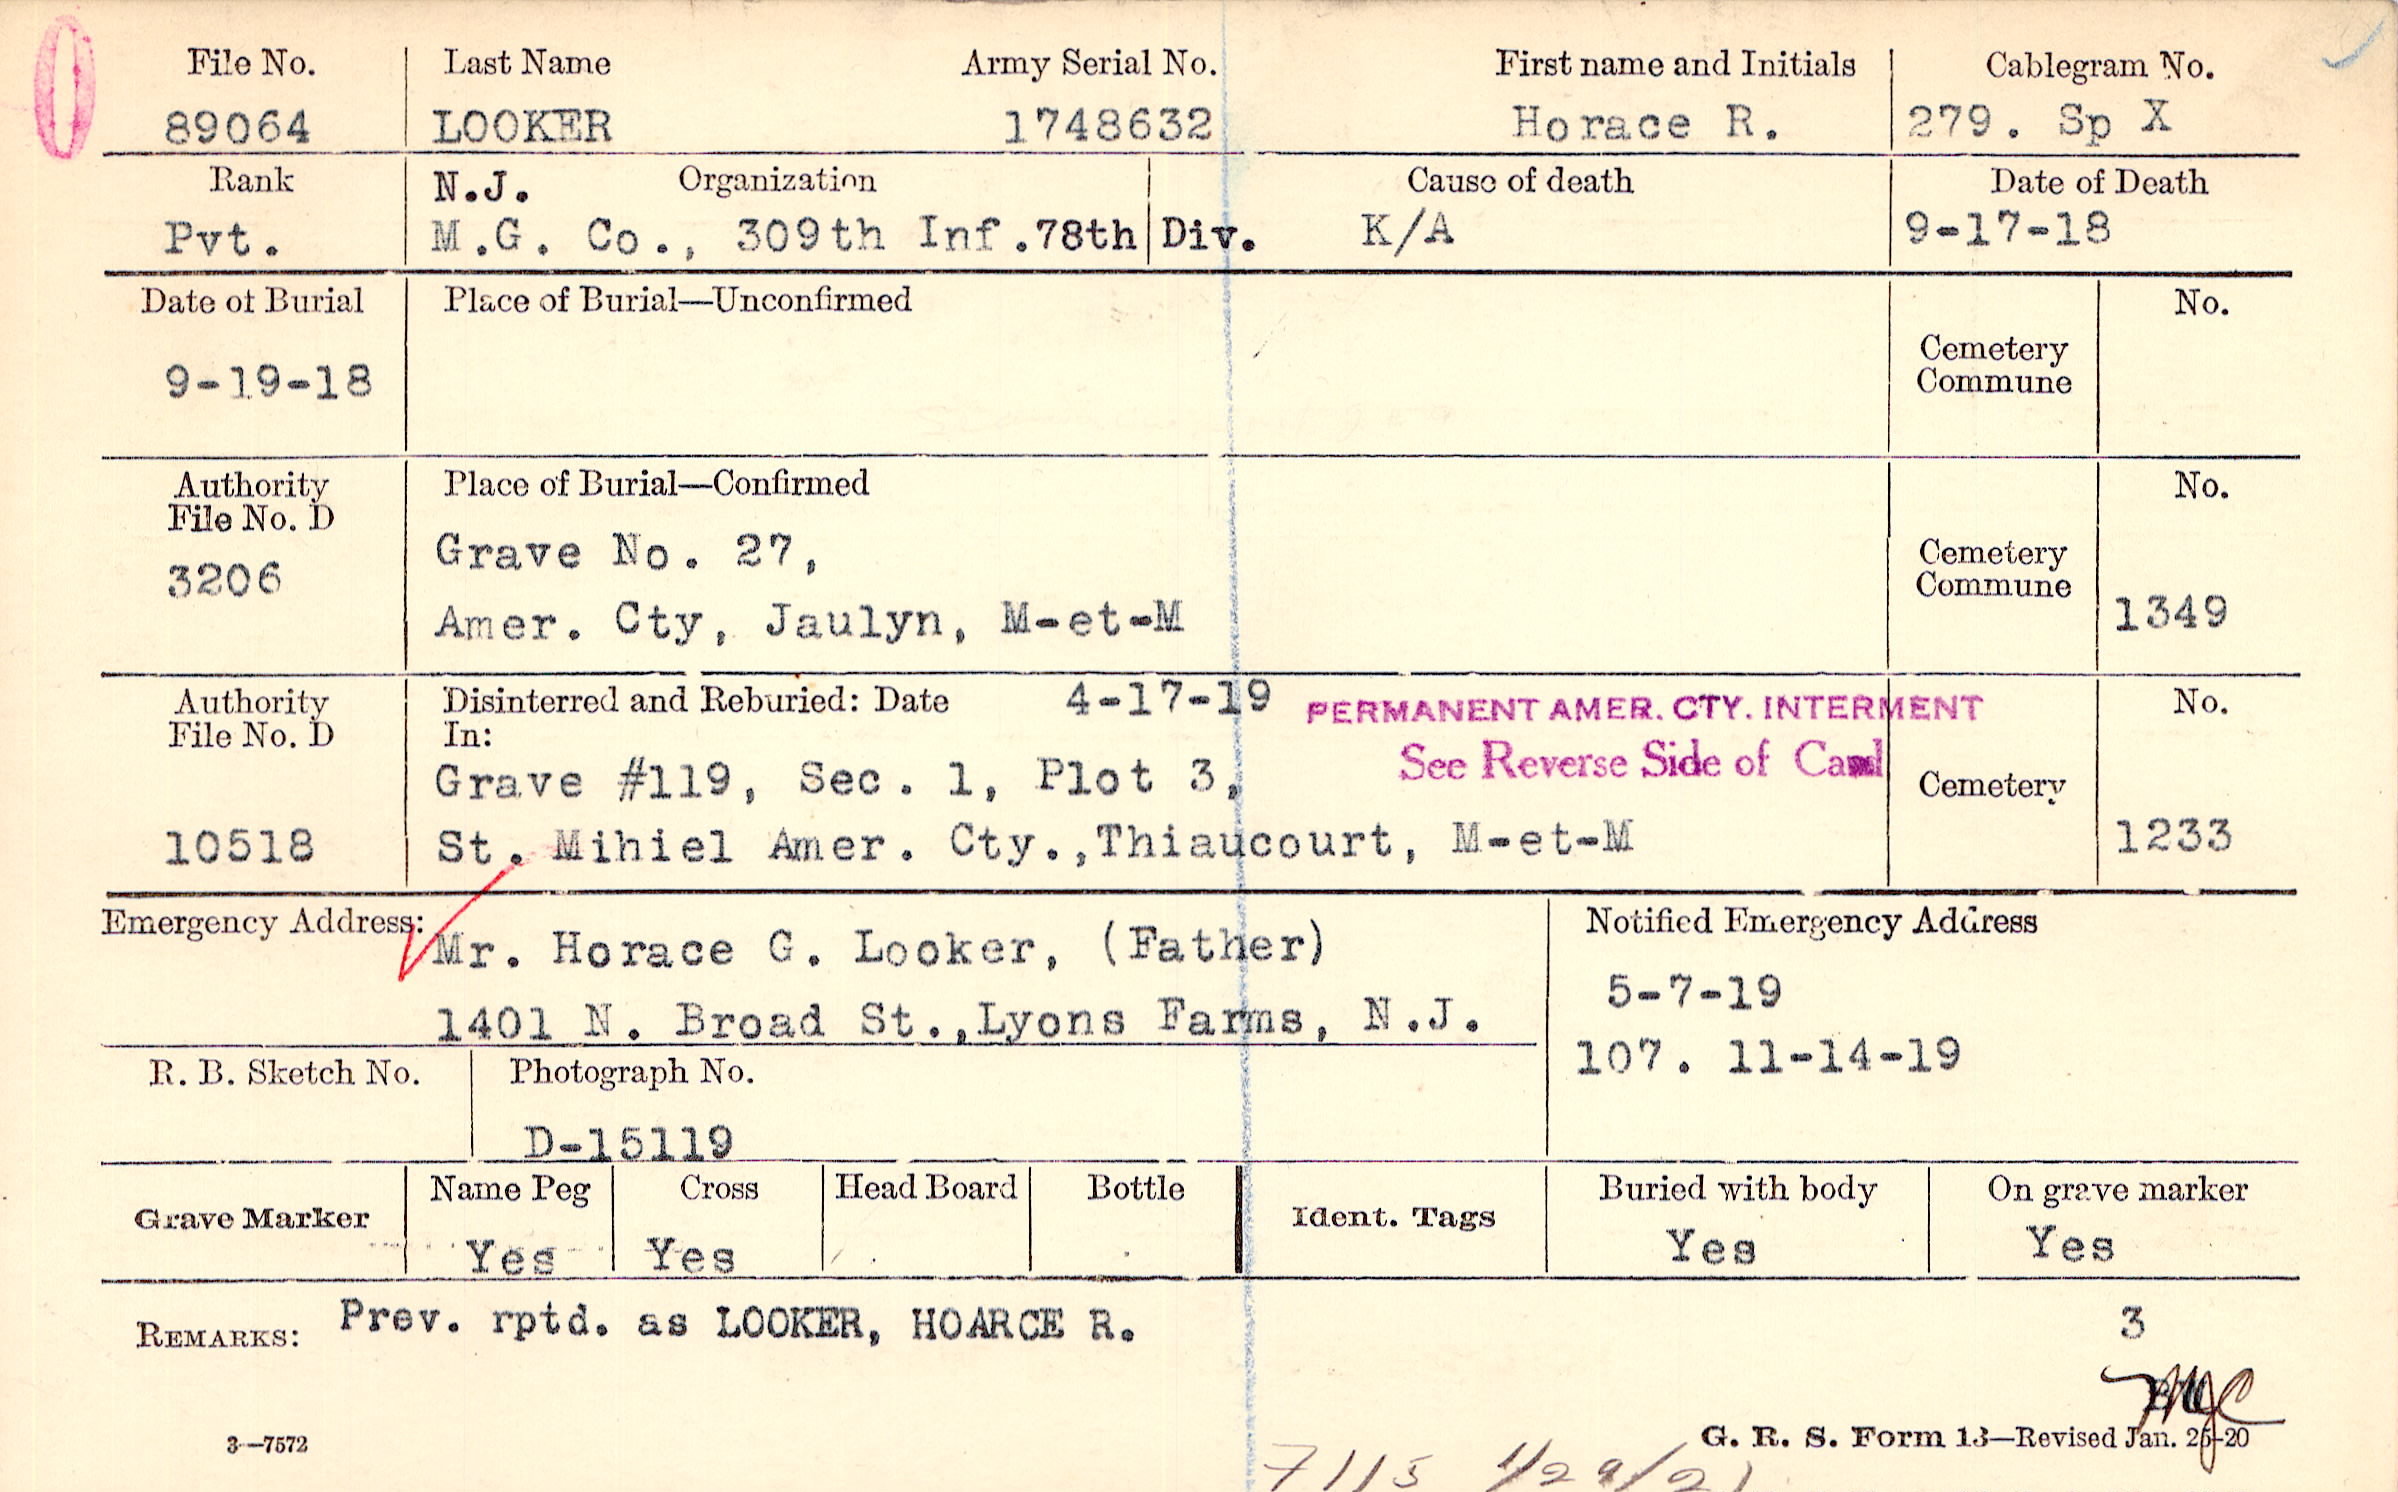 File No. Last Name Army Serial No. First name and Initials Cablegram No.
89064 LOOKER 1748632 Horace R. 279. Sp X
Rank N.J. Organization Cause of death Date of Death
Pvt. M.G. Co., 309th Inf.78th Div. K/A 9-17-18
Date of Burial Place of Burial—Unconfirmed No.
Cemetery
Commune
9-19-18
Authority Place of Burial—Confirmed No.
File No. D
Grave No. 27, Cemetery
3206 Commune
Amer. Cty, Jaulyn, M-et-M 1349
Authority Disinterred and Reburied: Date 4-17-19 PERMANENT AMER. CTY. INTERMENT No.
File No. D In:
See Reverse Side of Card
Grave #119, Sec. 1, Plot 3, Cemetery
10518 St. Mihiel Amer. Cty.,Thiaucourt, M-et-M 1233
Emergency Address: Notified Emergency Address
Mr. Horace G. Looker, (Father)
5-7-19
1401 N. Broad St.,Lyons Farms, N.J.
107. 11-14-19
R. B. Sketch No. Photograph No.
D-15119
Grave Marker Name Peg Cross Head Board Bottle Ident. Tags Buried with body On grave marker
Yes Yes Yes Yes
REMARKS: Prev. rptd. as LOOKER, HOARCE R. 3
3—7572 G. R. S. Form 13—Revised Jan. 26-20
7115 1/29/21